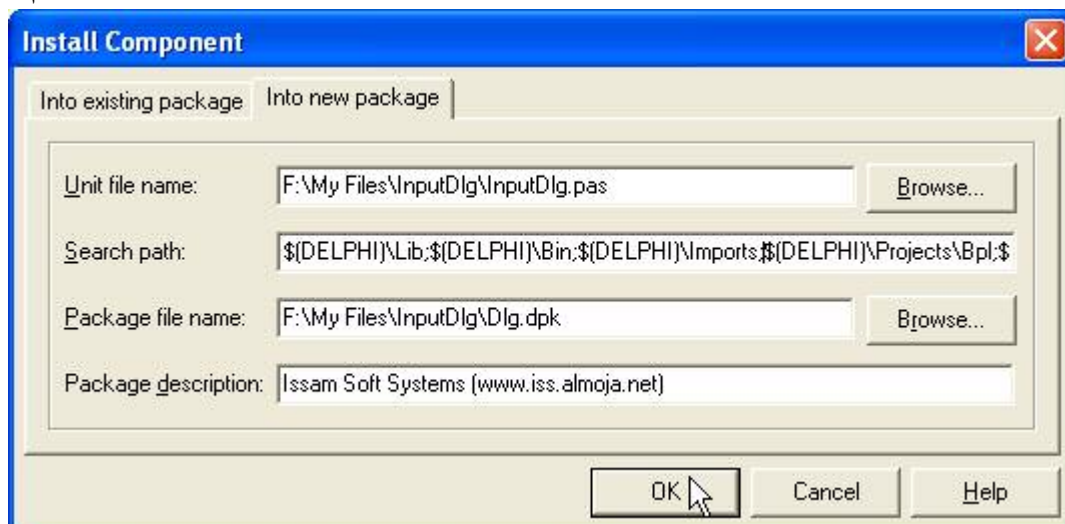 Install Component
Into existing package Into new package
Unit file name: F:\My Files\InputDlg\InputDlg.pas Browse...
Search path: $(DELPHI)\Lib;$(DELPHI)\Bin;$(DELPHI)\Imports;$(DELPHI)\Projects\Bpl;$
Package file name: F:\My Files\InputDlg\Dlg.dpk Browse...
Package description: Issam Soft Systems (www.iss.almoja.net)
OK Cancel Help